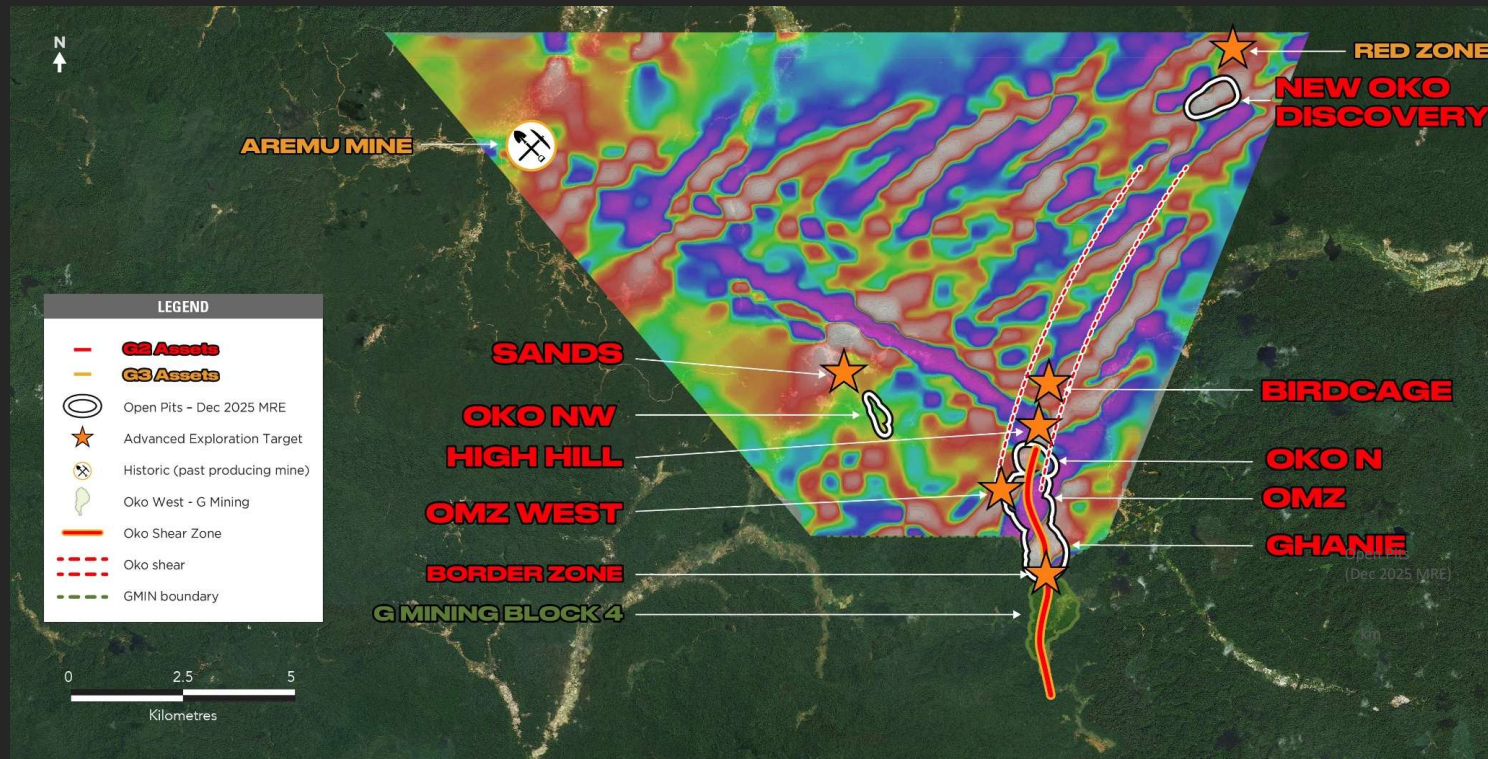 N
RED ZONE
NEW OKO
DISCOVERY
AREMU MINE
LEGEND
G2 Assets
G3 Assets
Open Pits – Dec 2025 MRE
Advanced Exploration Target
Historic (past producing mine)
Oko West - G Mining
Oko Shear Zone
Oko shear
GMIN boundary
SANDS
OKO NW
HIGH HILL
OMZ WEST
BORDER ZONE
G MINING BLOCK 4
BIRDCAGE
OKO N
OMZ
GHANIE
Open Pits
(Dec 2025 MRE)
km
0 2.5 5
Kilometres